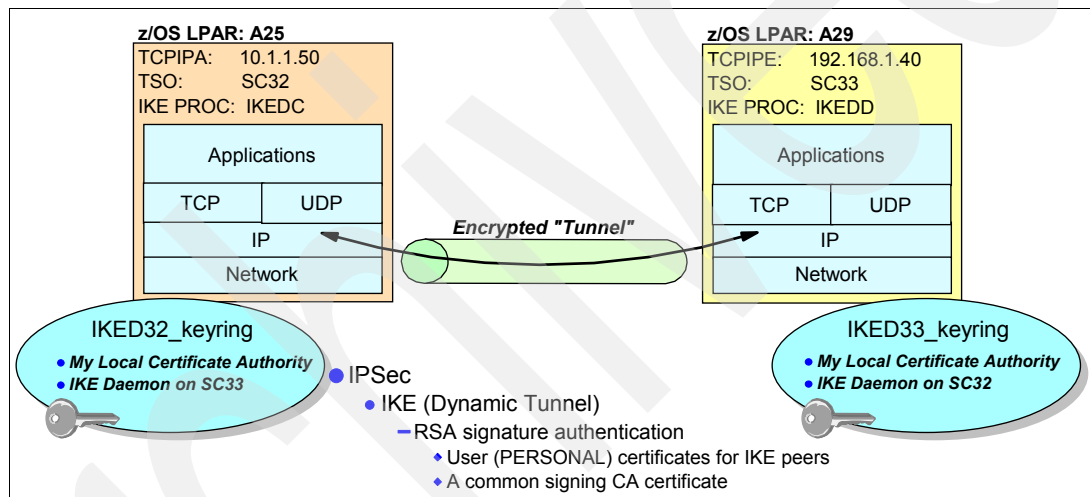 z/OS LPAR: A25
TCPIPA: 10.1.1.50
TSO: SC32
IKE PROC: IKEDC
Applications
TCP UDP
IP
Network
IKED32_keyring
My Local Certificate Authority
IKE Daemon on SC33
Encrypted "Tunnel"
z/OS LPAR: A29
TCPIPE: 192.168.1.40
TSO: SC33
IKE PROC: IKEDD
Applications
TCP UDP
IP
Network
IKED33_keyring
My Local Certificate Authority
IKE Daemon on SC32
IPSec
IKE (Dynamic Tunnel)
RSA signature authentication
User (PERSONAL) certificates for IKE peers
A common signing CA certificate